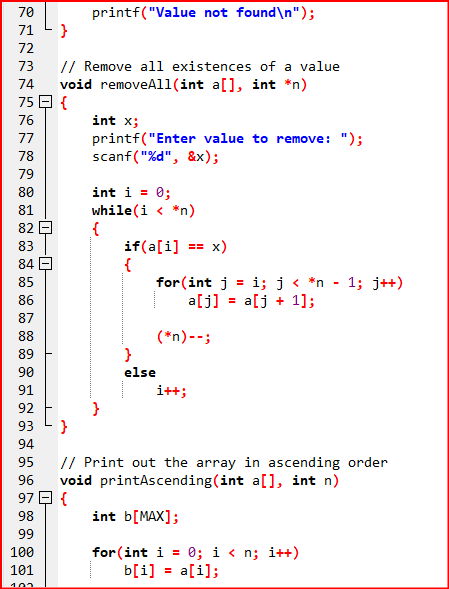 70 printf("Value not found\n");
71 }
72
73 // Remove all existences of a value
74 void removeAll(int a[], int *n)
75 {
76 int x;
77 printf("Enter value to remove: ");
78 scanf("%d", &x);
79
80 int i = 0;
81 while(i < *n)
82 {
83 if(a[i] == x)
84 {
85 for(int j = i; j < *n - 1; j++)
86 a[j] = a[j + 1];
87
88 (*n)--;
89 }
90 else
91 i++;
92 }
93 }
94
95 // Print out the array in ascending order
96 void printAscending(int a[], int n)
97 {
98 int b[MAX];
99
100 for(int i = 0; i < n; i++)
101 b[i] = a[i];